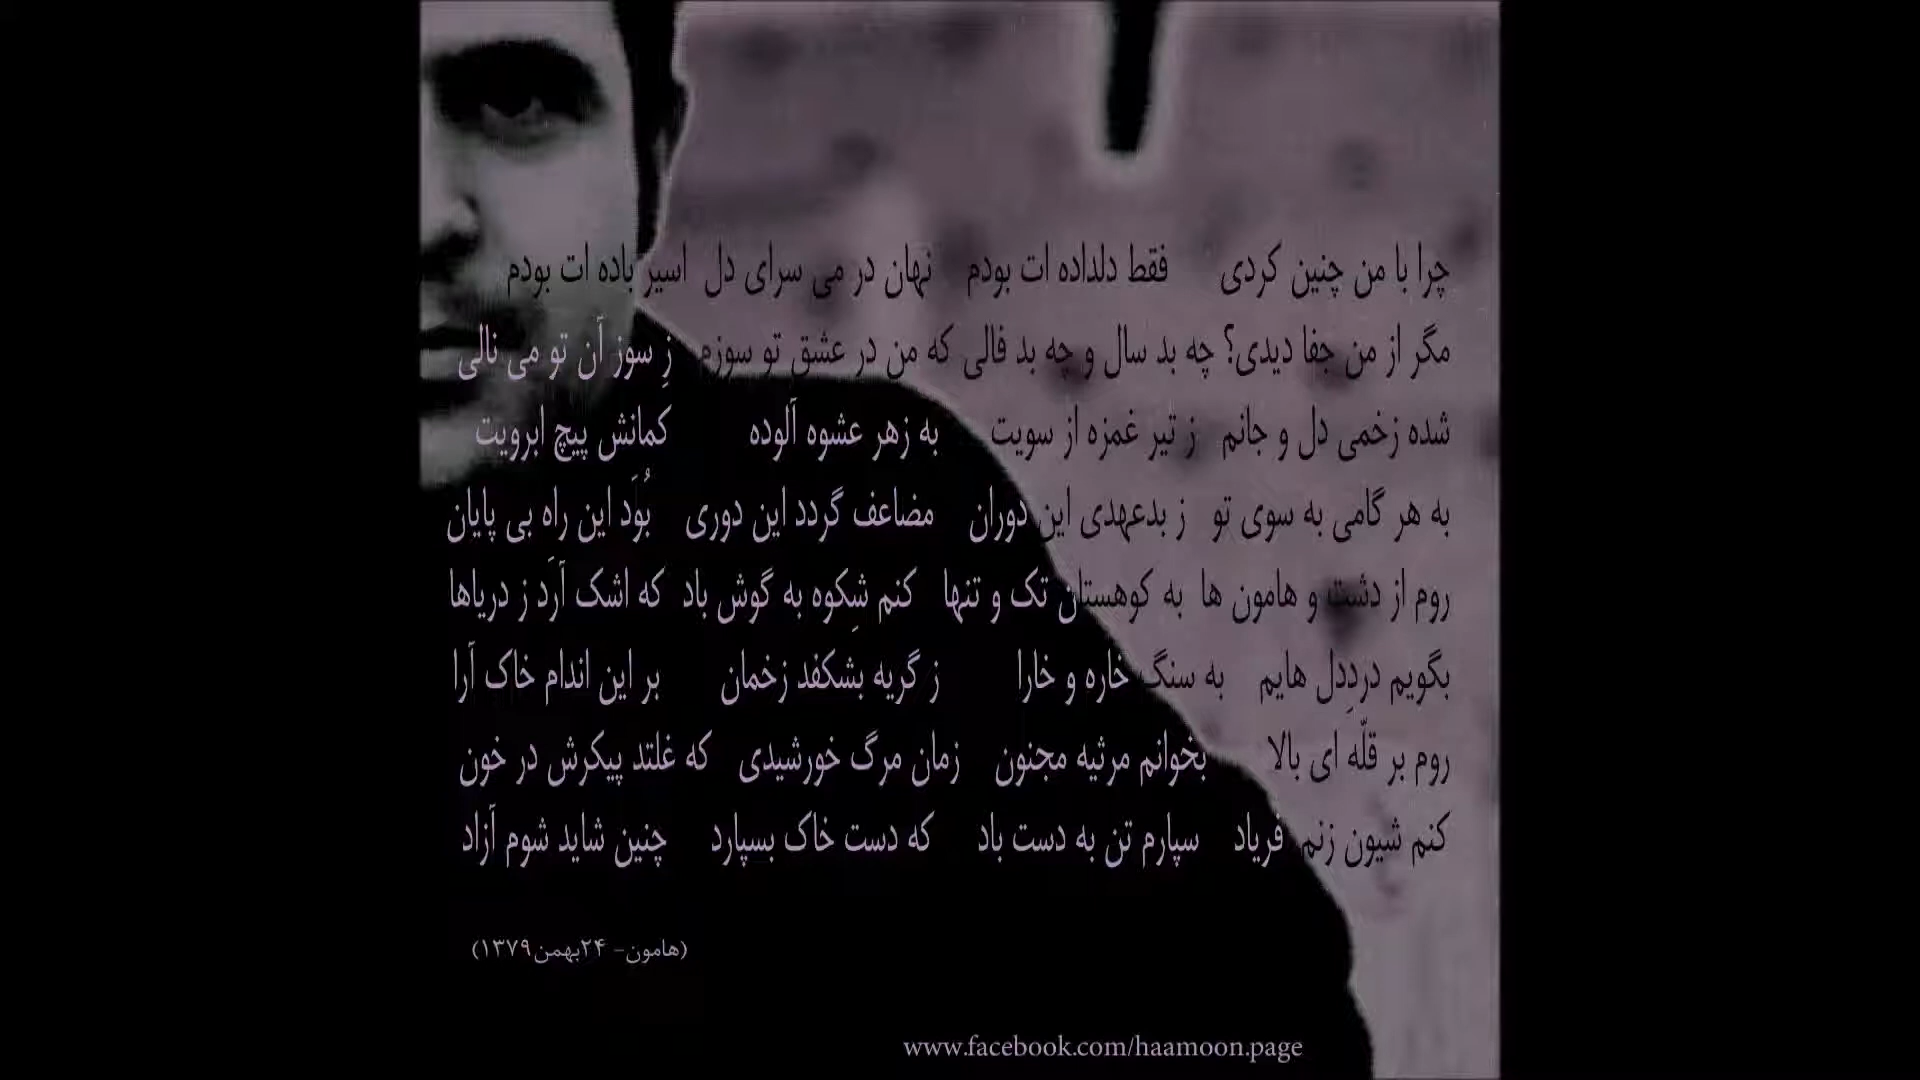 چرا با من چنین کردی فقط دلداده ات بودم نهان در می سرای دل اسیر باده ات بودم
مگر از من جفا دیدی؟ چه بد سال و چه بد فالی که من در عشق تو سوزم زِ سوز آن تو می نالی
شده زخمی دل و جانم ز تیر غمزه از سویت به زهر عشوه آلوده کمانش پیچ ابرویت
به هر گامی به سوی تو ز بدعهدی این دوران مضاعف گردد این دوری بُوَد این راه بی پایان
روم از دشت و هامون ها به کوهستان تک و تنها کنم شِکوه به گوش باد که اشک آرَد ز دریاها
بگویم دردِدل هایم به سنگ خاره و خارا ز گریه بشکفد زخمان بر این اندام خاک آرا
روم بر قلّه ای بالا بخوانم مرثیه مجنون زمان مرگ خورشیدی که غلتد پیکرش در خون
کنم شیون زنم فریاد سپارم تن به دست باد که دست خاک بسپارد چنین شاید شوم آزاد
(هامون- ۲۴بهمن۱۳۷۹)
www.facebook.com/haamoon.page